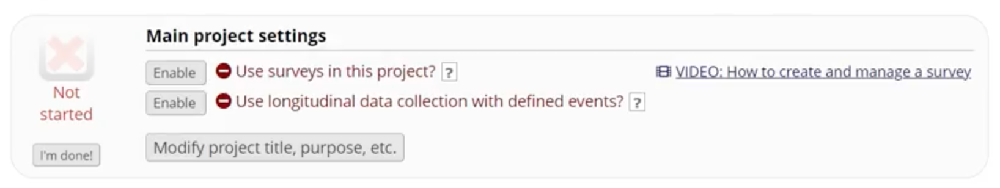 Main project settings
Enable Use surveys in this project? ? VIDEO: How to create and manage a survey
Not
started
Enable Use longitudinal data collection with defined events? ?
I'm done!
Modify project title, purpose, etc.